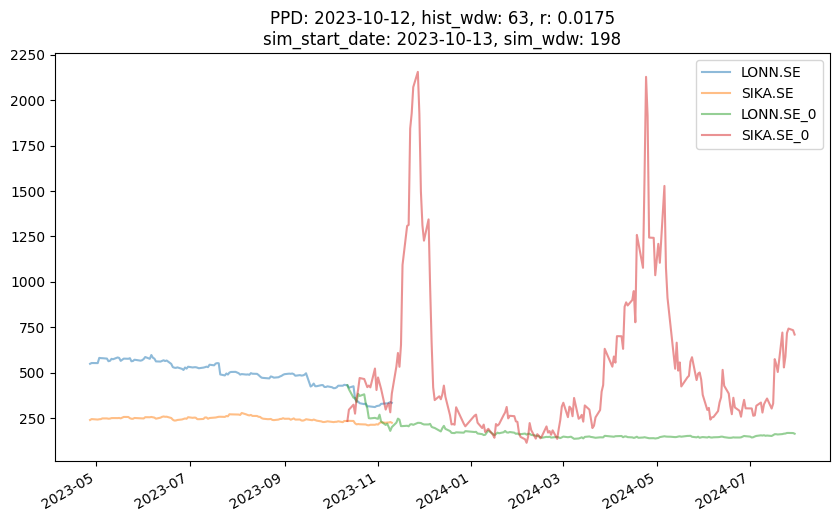 PPD: 2023-10-12, hist_wdw: 63, r: 0.0175
sim_start_date: 2023-10-13, sim_wdw: 198
2250
2000
1750
1500
1250
1000
750
500
250
LONN.SE
SIKA.SE
LONN.SE_0
SIKA.SE_0
2023-05
2023-07
2023-09
2023-11
2024-01
2024-03
2024-05
2024-07